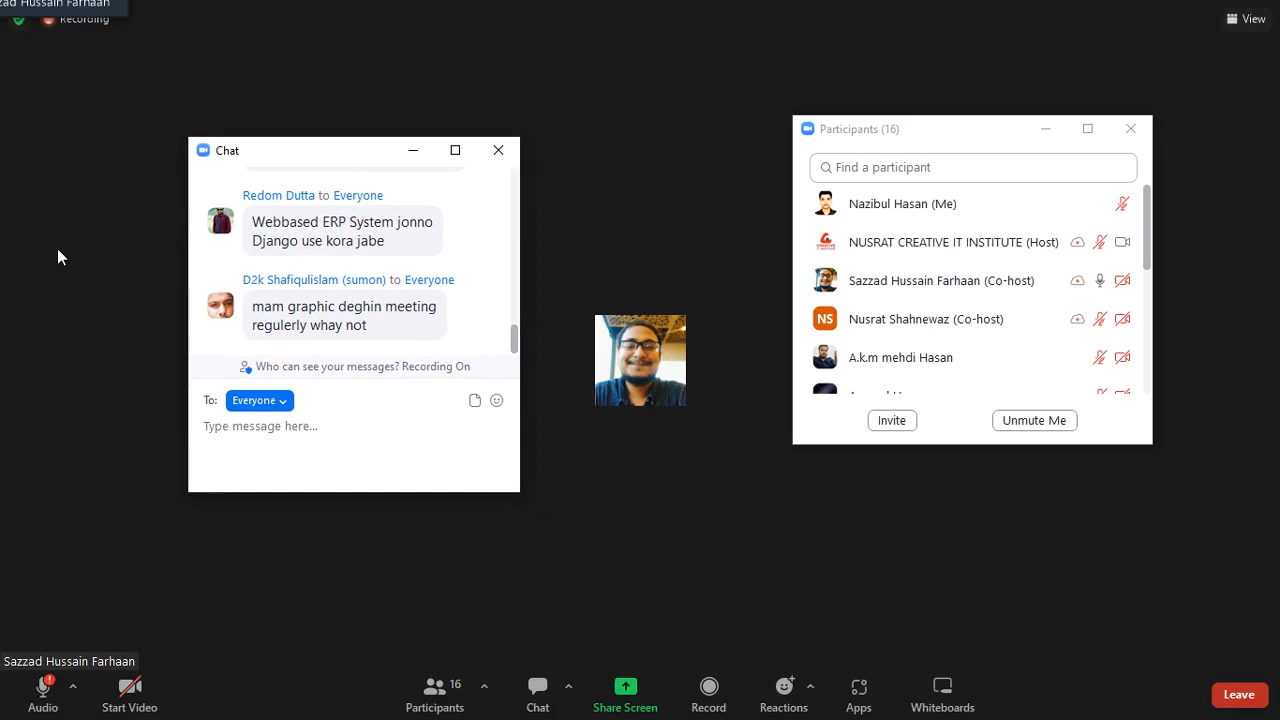 zad Hussain Farhaan
Recording
View
Chat
Redom Dutta to Everyone
Webbased ERP System jonno
Django use kora jabe
D2k Shafiqulislam (sumon) to Everyone
mam graphic deghin meeting
regulerly whay not
Who can see your messages? Recording On
To: Everyone
Type message here...
Participants (16)
Find a participant
Nazibul Hasan (Me)
NUSRAT CREATIVE IT INSTITUTE (Host)
Sazzad Hussain Farhaan (Co-host)
NS Nusrat Shahnewaz (Co-host)
A.k.m mehdi Hasan
Invite
Unmute Me
Sazzad Hussain Farhaan
Audio
Start Video
16
Participants
Chat
Share Screen
Record
Reactions
Apps
Whiteboards
Leave